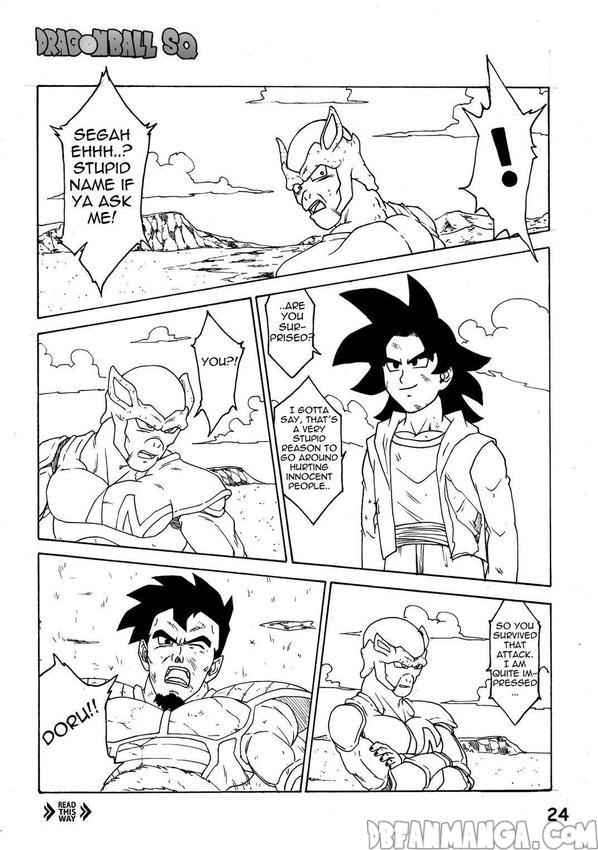 DRAGONBALL SQ
SEGAH
EHHH..?
STUPID
NAME IF
YA ASK
ME!
!
YOU?!
..ARE
YOU
SUR-
PRISED?
I GOTTA
SAY, THAT'S
A VERY
STUPID
REASON TO
GO AROUND
HURTING
INNOCENT
PEOPLE..
DORU!!
SO YOU
SURVIVED
THAT
ATTACK.
I AM
QUITE IM-
PRESSED
...
READ
THIS
WAY
24
DBFANMANGA.COM